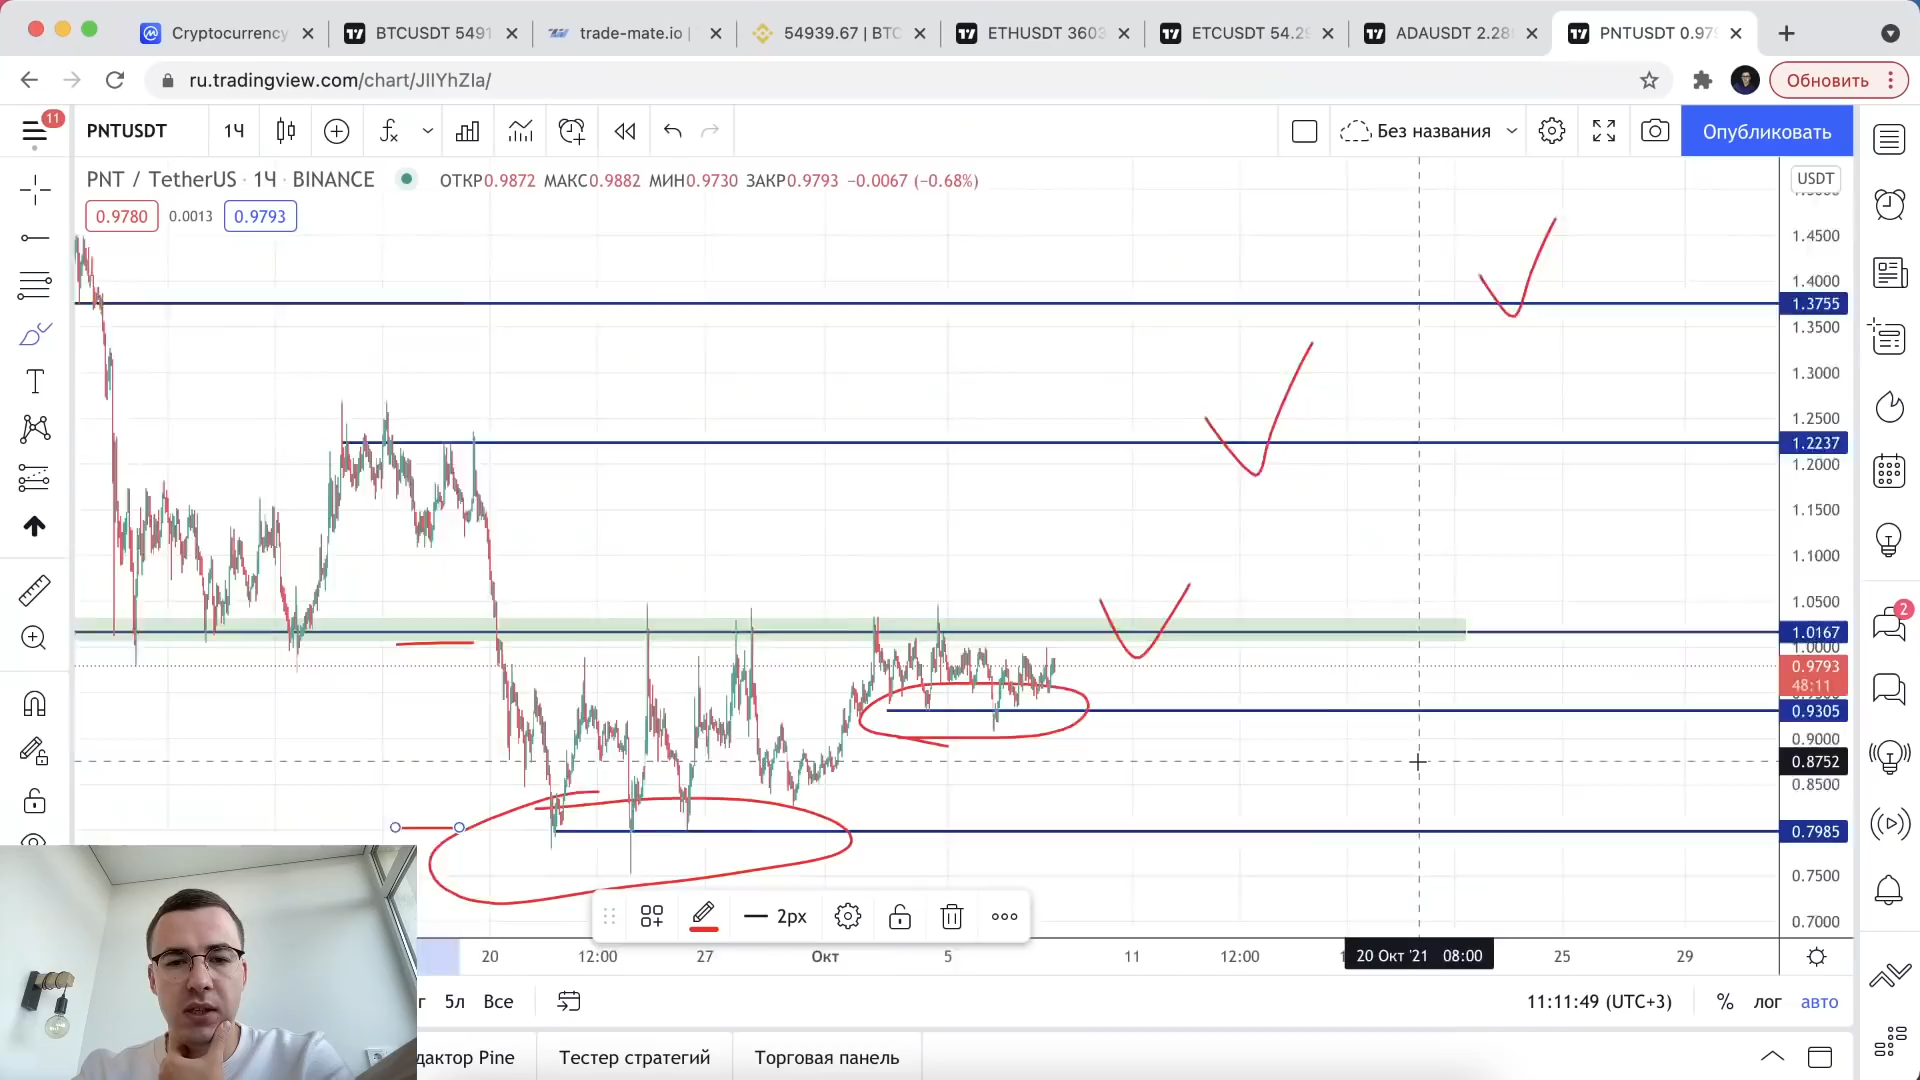 Cryptocurrency
BTCUSDT 5491
trade-mate.io |
54939.67 | BTC
ETHUSDT 3603
ETCUSDT 54.29
ADAUSDT 2.288
PNTUSDT 0.979
ru.tradingview.com/chart/JIIYhZIa/
Обновить
11
PNTUSDT
1Ч
Без названия
Опубликовать
PNT / TetherUS · 1Ч · BINANCE
ОТКР0.9872 МАКС0.9882 МИН0.9730 ЗАКР0.9793 −0.0067 (−0.68%)
USDT
0.9780
0.0013
0.9793
1.4500
1.4000
1.3755
1.3500
1.3000
1.2500
1.2237
1.2000
1.1500
1.1000
1.0500
1.0167
1.0000
0.9793
48:11
0.9305
0.9000
0.8752
0.8500
0.7985
0.7500
0.7000
2
2px
20
12:00
27
Окт
5
11
12:00
20 Окт '21 08:00
25
29
г
5л
Все
11:11:49 (UTC+3)
%
лог
авто
дактор Pine
Тестер стратегий
Торговая панель